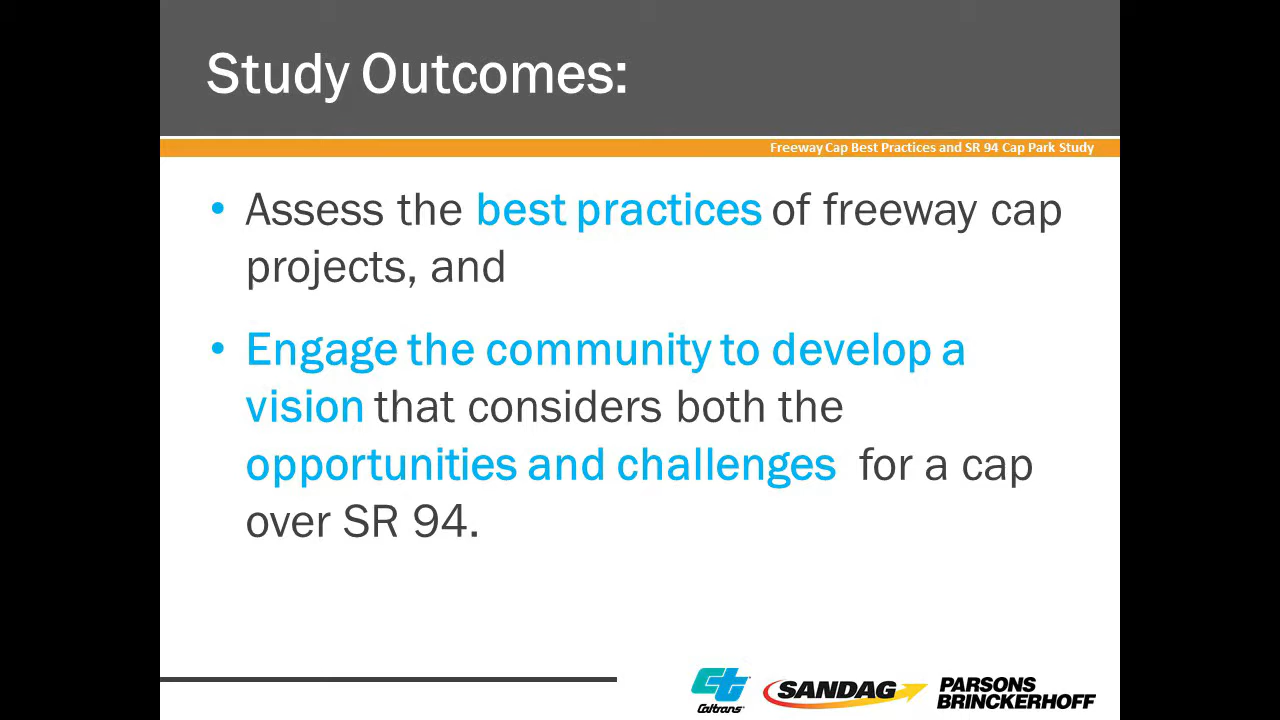 Study Outcomes:
Freeway Cap Best Practices and SR 94 Cap Park Study
• Assess the best practices of freeway cap
projects, and
• Engage the community to develop a
vision that considers both the
opportunities and challenges for a cap
over SR 94.
Caltrans
SANDAG
PARSONS
BRINCKERHOFF